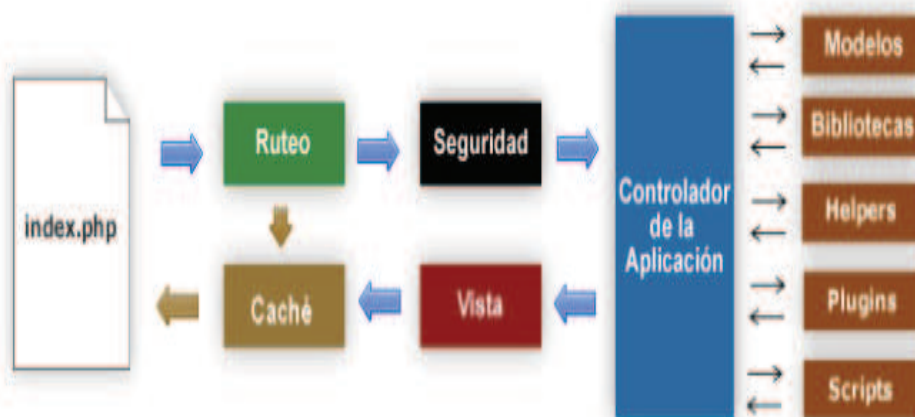 index.php
Ruteo
Seguridad
Caché
Vista
Controlador
de la
Aplicación
Modelos
Bibliotecas
Helpers
Plugins
Scripts